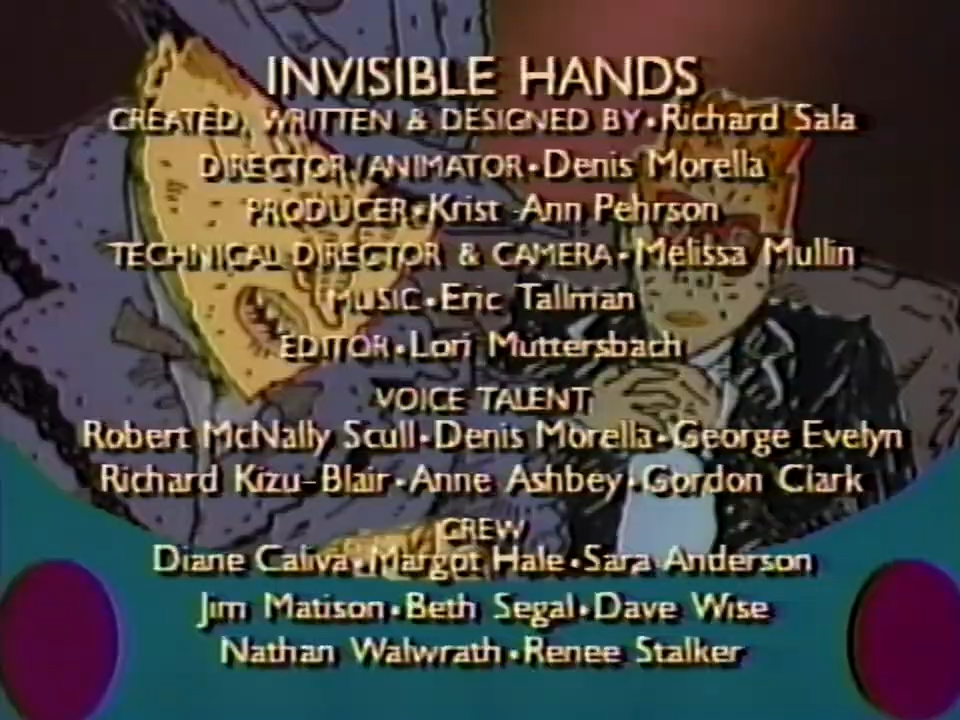 INVISIBLE HANDS
CREATED, WRITTEN & DESIGNED BY•Richard Sala
DIRECTOR/ANIMATOR•Denis Morella
PRODUCER•Krist Ann Pehrson
TECHNICAL DIRECTOR & CAMERA•Melissa Mullin
MUSIC•Eric Tallman
EDITOR•Lori Muttersbach
VOICE TALENT
Robert McNally Scull•Denis Morella•George Evelyn
Richard Kizu-Blair•Anne Ashbey•Gordon Clark
CREW
Diane Caliva•Margot Hale•Sara Anderson
Jim Matison•Beth Segal•Dave Wise
Nathan Walwrath•Renee Stalker